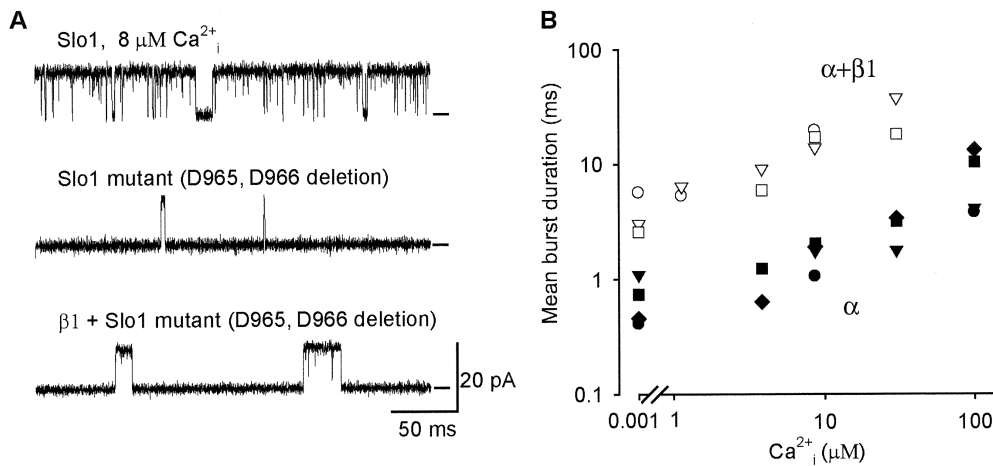 A
Slo1, 8 μM Ca²⁺ᵢ
Slo1 mutant (D965, D966 deletion)
β1 + Slo1 mutant (D965, D966 deletion)
20 pA
50 ms
B
Mean burst duration (ms)
100
10
1
0.1
α+β1
α
0.001 1 10 100
Ca²⁺ᵢ (μM)